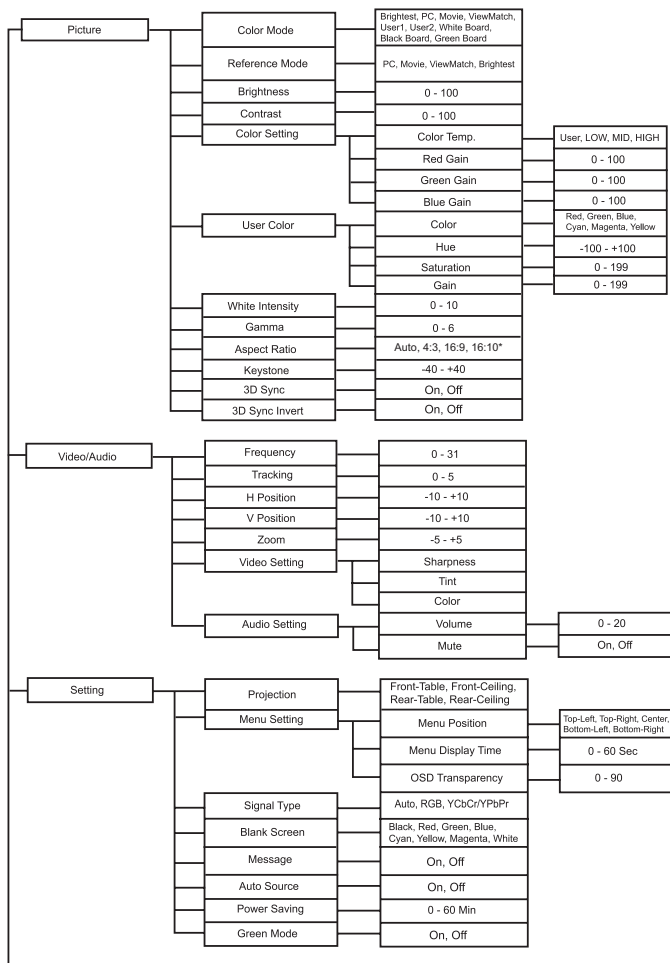 Picture
Color Mode
Brightest, PC, Movie, ViewMatch,
User1, User2, White Board,
Black Board, Green Board
Reference Mode
PC, Movie, ViewMatch, Brightest
Brightness
0 - 100
Contrast
0 - 100
Color Setting
Color Temp.
User, LOW, MID, HIGH
Red Gain
0 - 100
Green Gain
0 - 100
Blue Gain
0 - 100
User Color
Color
Red, Green, Blue,
Cyan, Magenta, Yellow
Hue
-100 - +100
Saturation
0 - 199
Gain
0 - 199
White Intensity
0 - 10
Gamma
0 - 6
Aspect Ratio
Auto, 4:3, 16:9, 16:10*
Keystone
-40 - +40
3D Sync
On, Off
3D Sync Invert
On, Off
Video/Audio
Frequency
0 - 31
Tracking
0 - 5
H Position
-10 - +10
V Position
-10 - +10
Zoom
-5 - +5
Video Setting
Sharpness
Tint
Color
Audio Setting
Volume
0 - 20
Mute
On, Off
Setting
Projection
Front-Table, Front-Ceiling,
Rear-Table, Rear-Ceiling
Menu Setting
Menu Position
Top-Left, Top-Right, Center,
Bottom-Left, Bottom-Right
Menu Display Time
0 - 60 Sec
OSD Transparency
0 - 90
Signal Type
Auto, RGB, YCbCr/YPbPr
Blank Screen
Black, Red, Green, Blue,
Cyan, Yellow, Magenta, White
Message
On, Off
Auto Source
On, Off
Power Saving
0 - 60 Min
Green Mode
On, Off